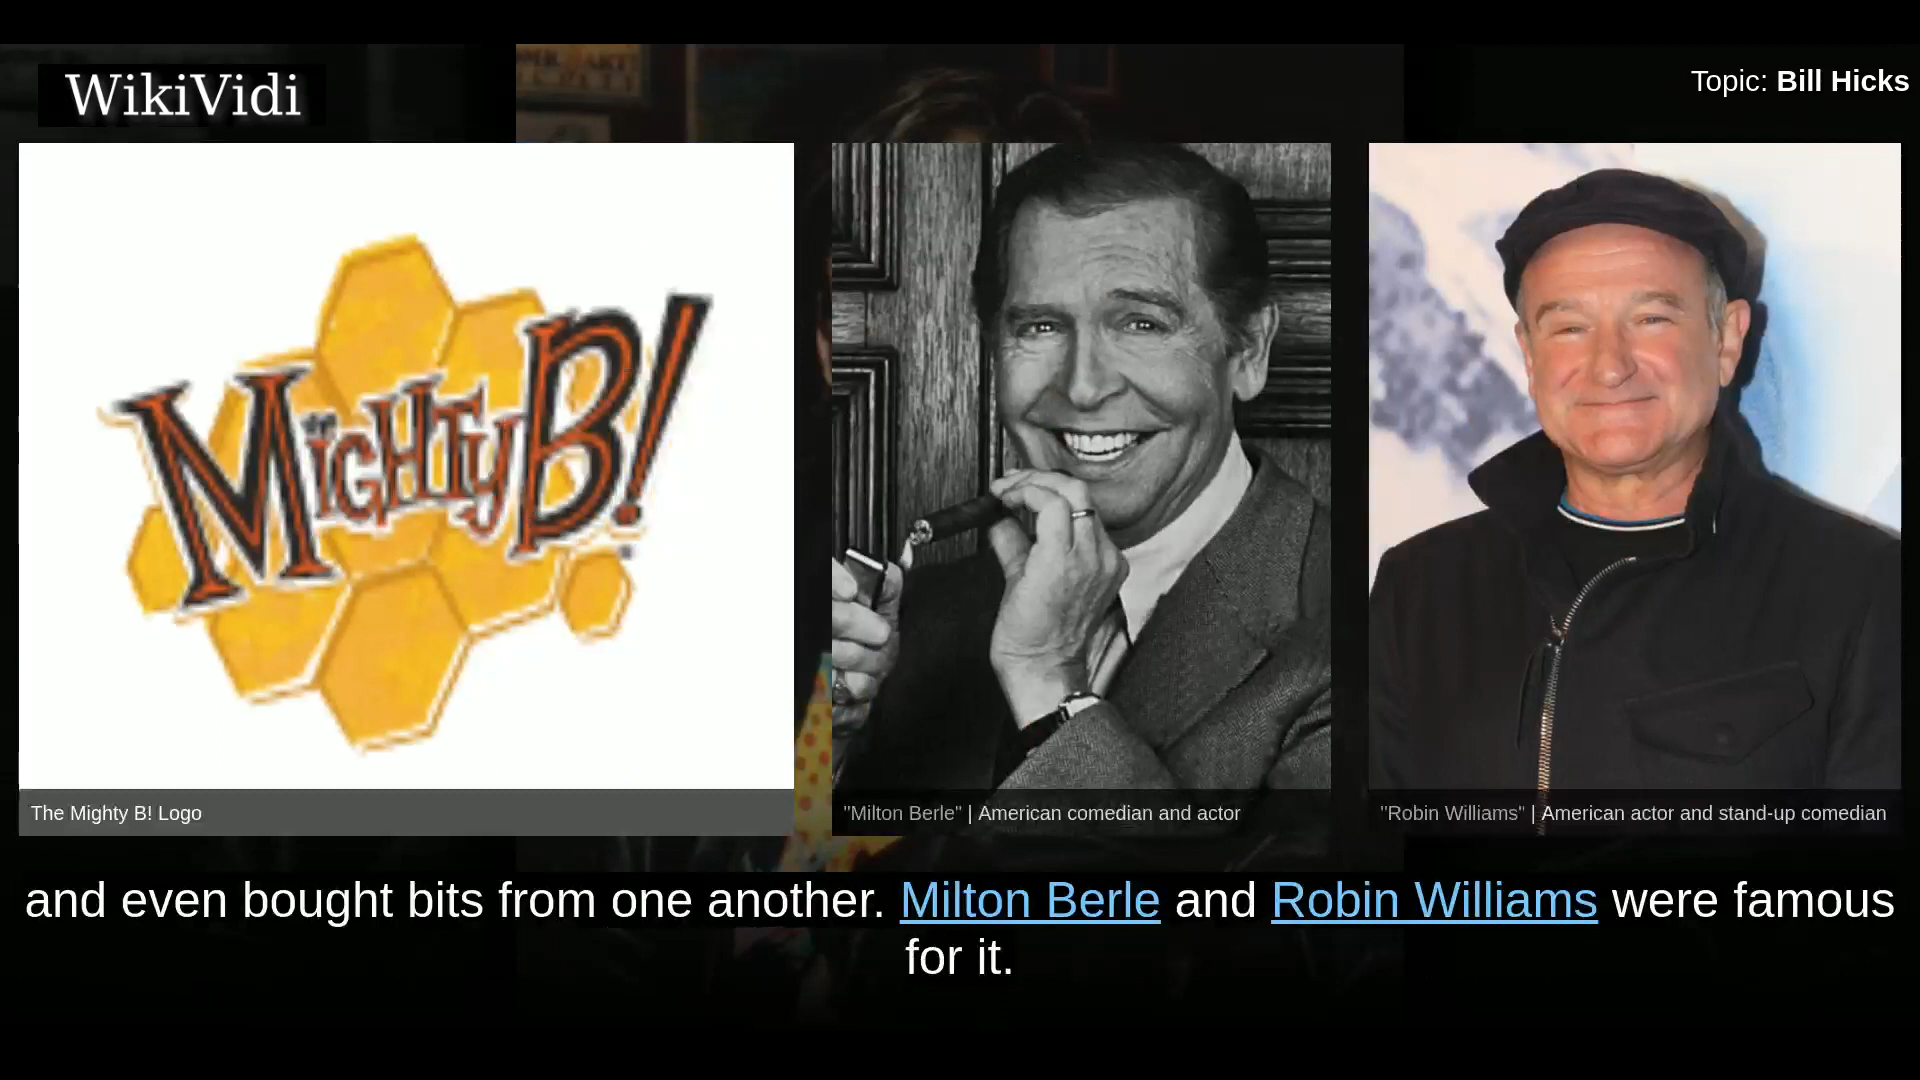 WikiVidi
Topic: Bill Hicks
The Mighty B!
The Mighty B! Logo
"Milton Berle" | American comedian and actor
"Robin Williams" | American actor and stand-up comedian
and even bought bits from one another. Milton Berle and Robin Williams were famous
for it.